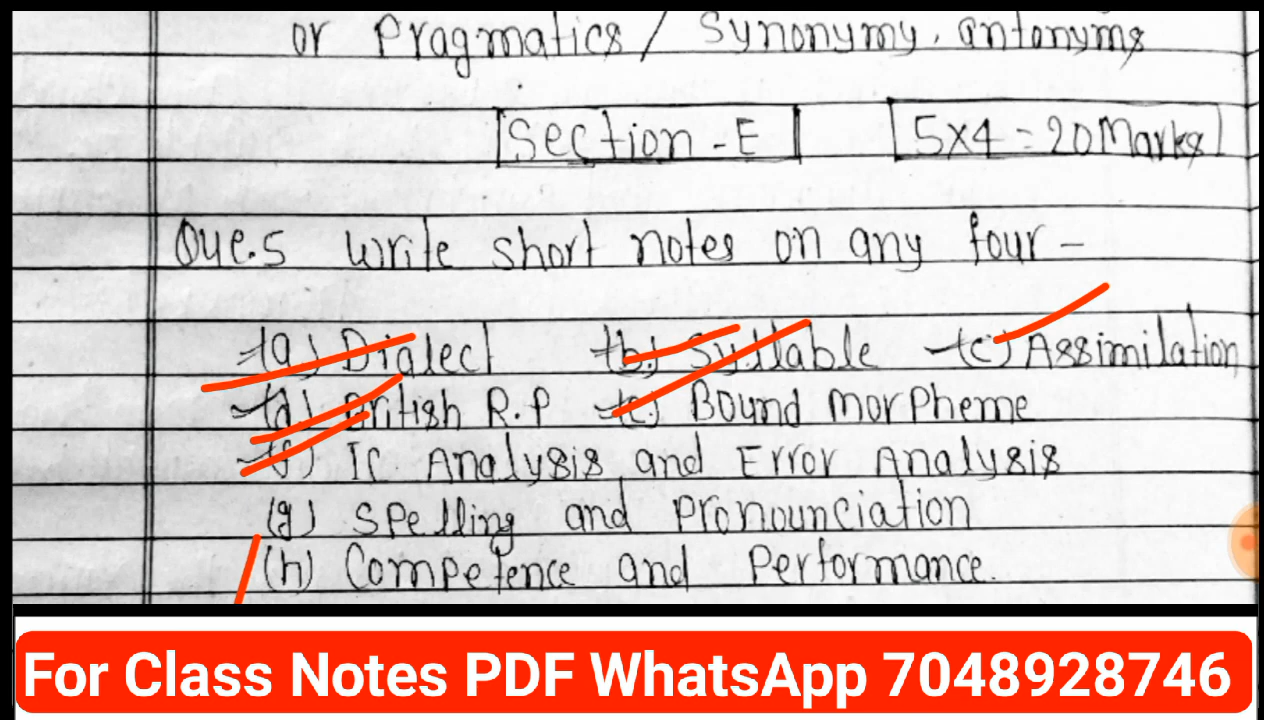 or Pragmatics / Synonymy, antonyms
Section - E 5x4 = 20 Marks
Que.5 Write short notes on any four -
(a) Dialect (b) Syllable (c) Assimilation
(d) British R.P (e) Bound Morpheme
(f) Ic Analysis and Error Analysis
(g) Spelling and Pronounciation
(h) Competence and Performance.
For Class Notes PDF WhatsApp 7048928746